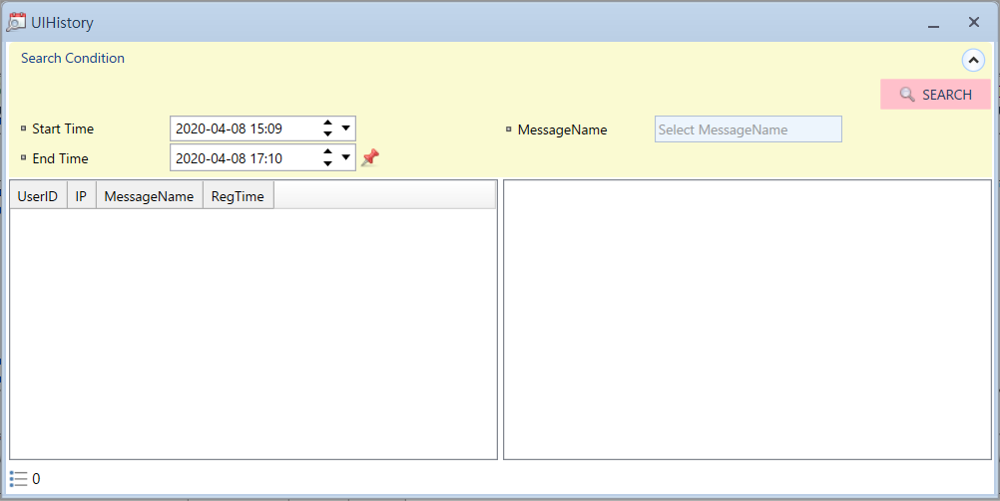 UIHistory
Search Condition
SEARCH
Start Time 2020-04-08 15:09 MessageName Select MessageName
End Time 2020-04-08 17:10
UserID IP MessageName RegTime
0